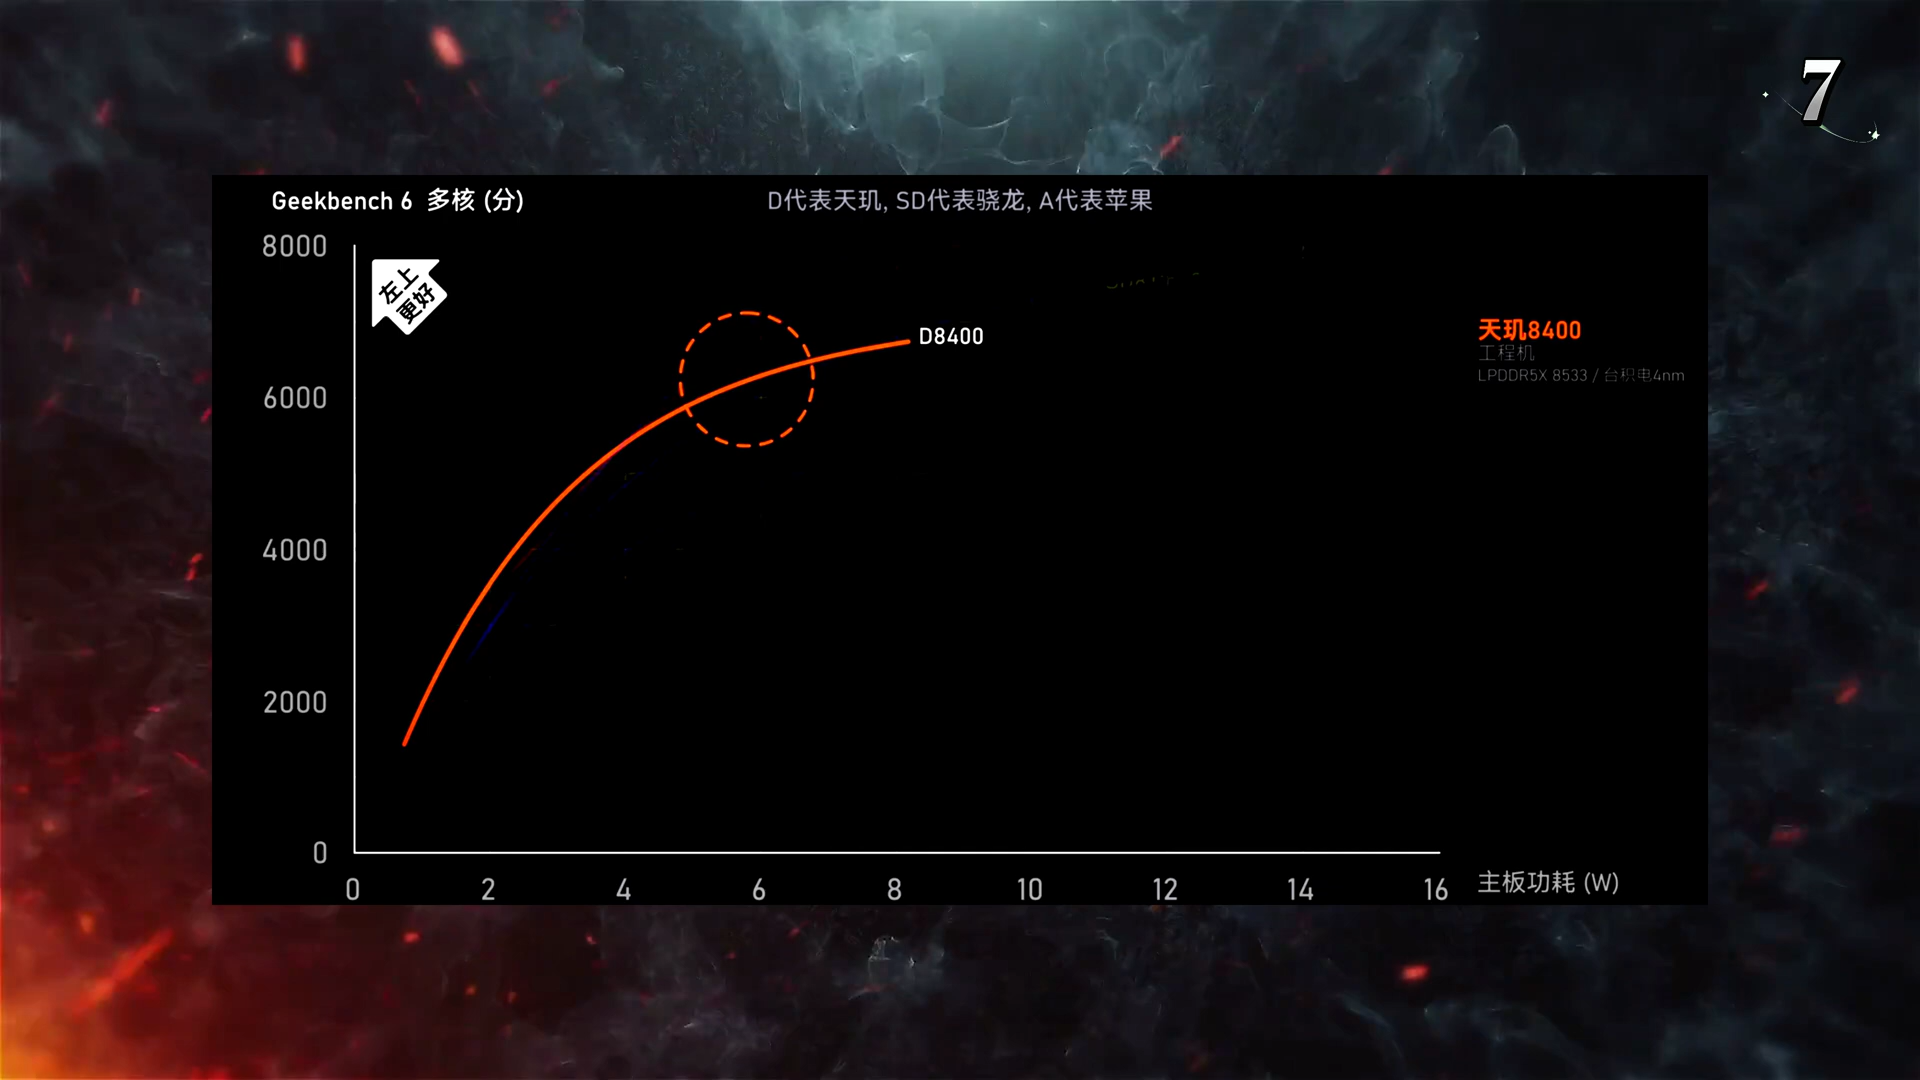 7
Geekbench 6 多核 (分)
D代表天玑, SD代表骁龙, A代表苹果
8000
左上
更好
D8400
天玑8400
工程机
LPDDR5X 8533 / 台积电4nm
6000
4000
2000
0
0 2 4 6 8 10 12 14 16
主板功耗 (W)